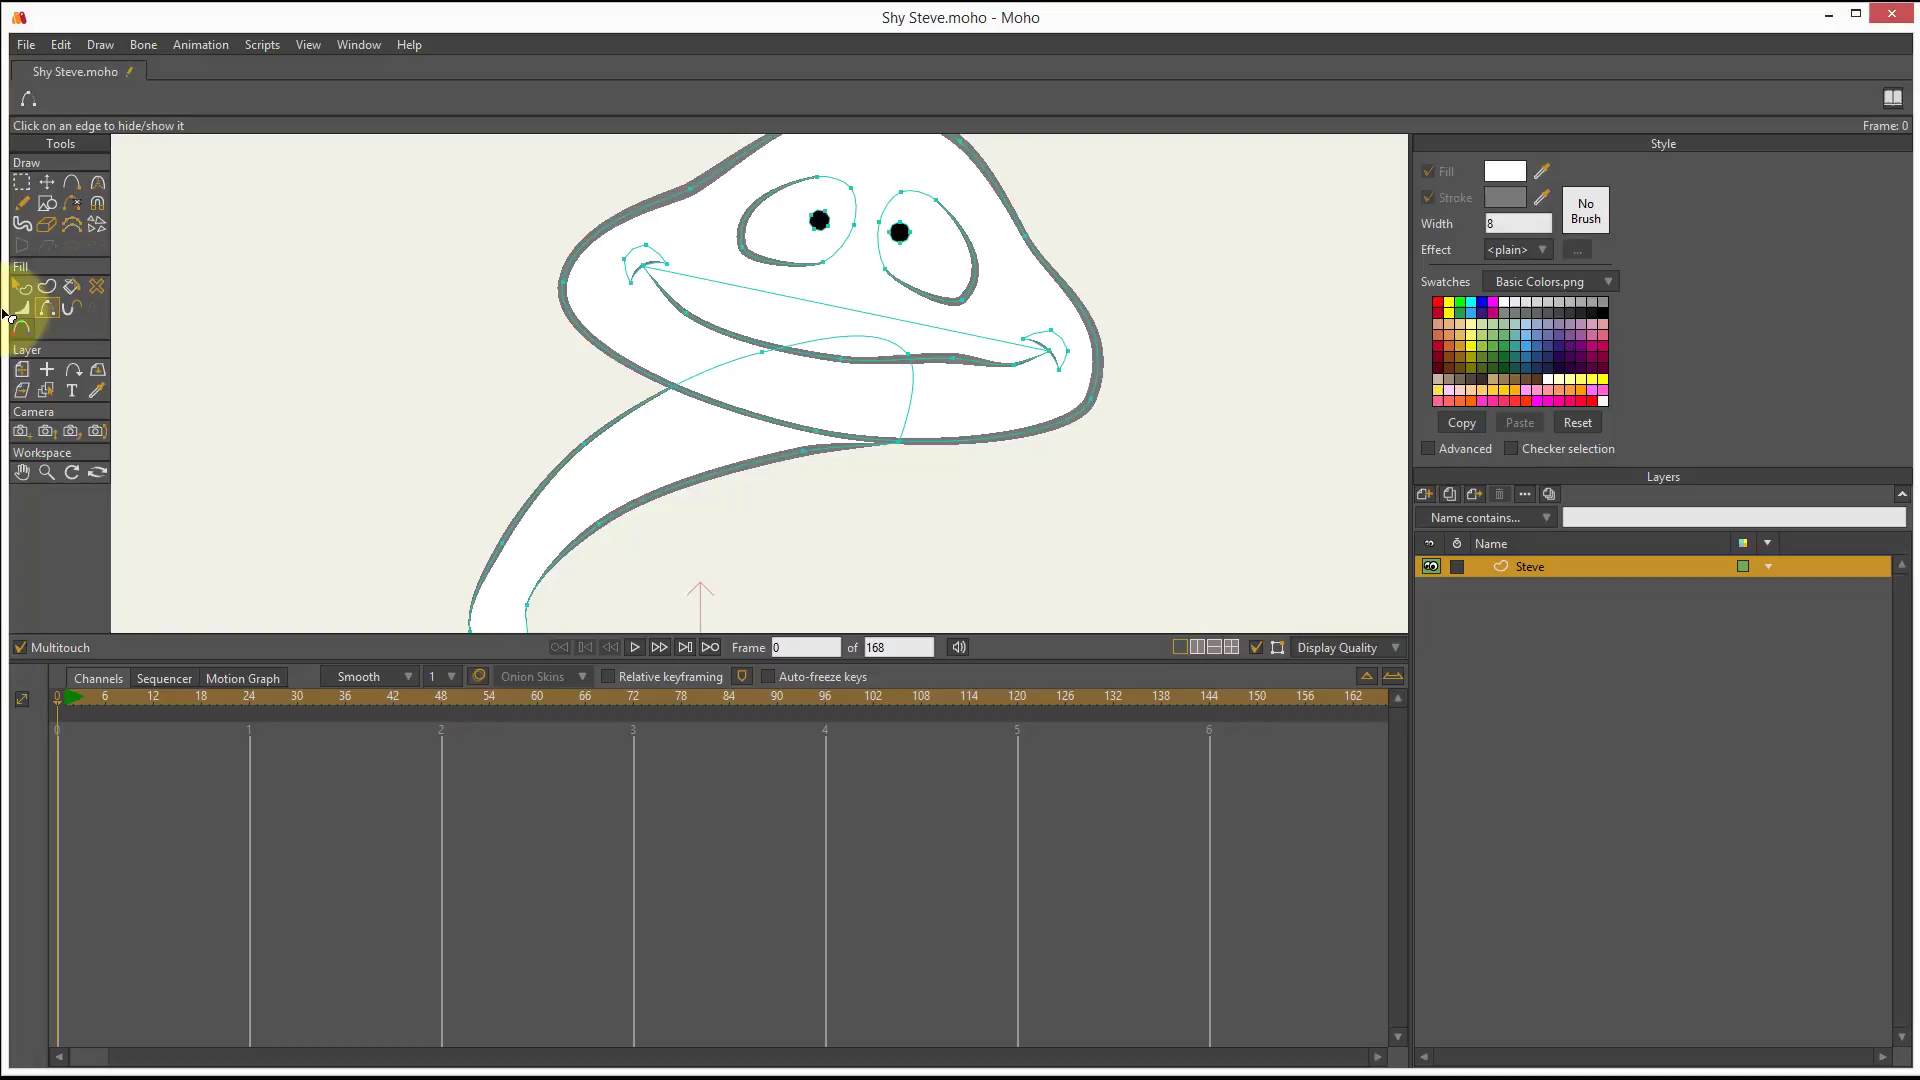 Shy Steve.moho - Moho
File Edit Draw Bone Animation Scripts View Window Help
Shy Steve.moho
Click on an edge to hide/show it
Frame: 0
Tools
Draw
Fill
Layer
Camera
Workspace
Style
Fill
Stroke
No
Brush
Width 8
Effect <plain> ...
Swatches Basic Colors.png
Copy Paste Reset
Advanced Checker selection
Layers
Name contains...
Name
Steve
Multitouch
Frame 0 of 168
Display Quality
Channels Sequencer Motion Graph Smooth 1 Onion Skins Relative keyframing Auto-freeze keys
0 6 12 18 24 30 36 42 48 54 60 66 72 78 84 90 96 102 108 114 120 126 132 138 144 150 156 162
0 1 2 3 4 5 6